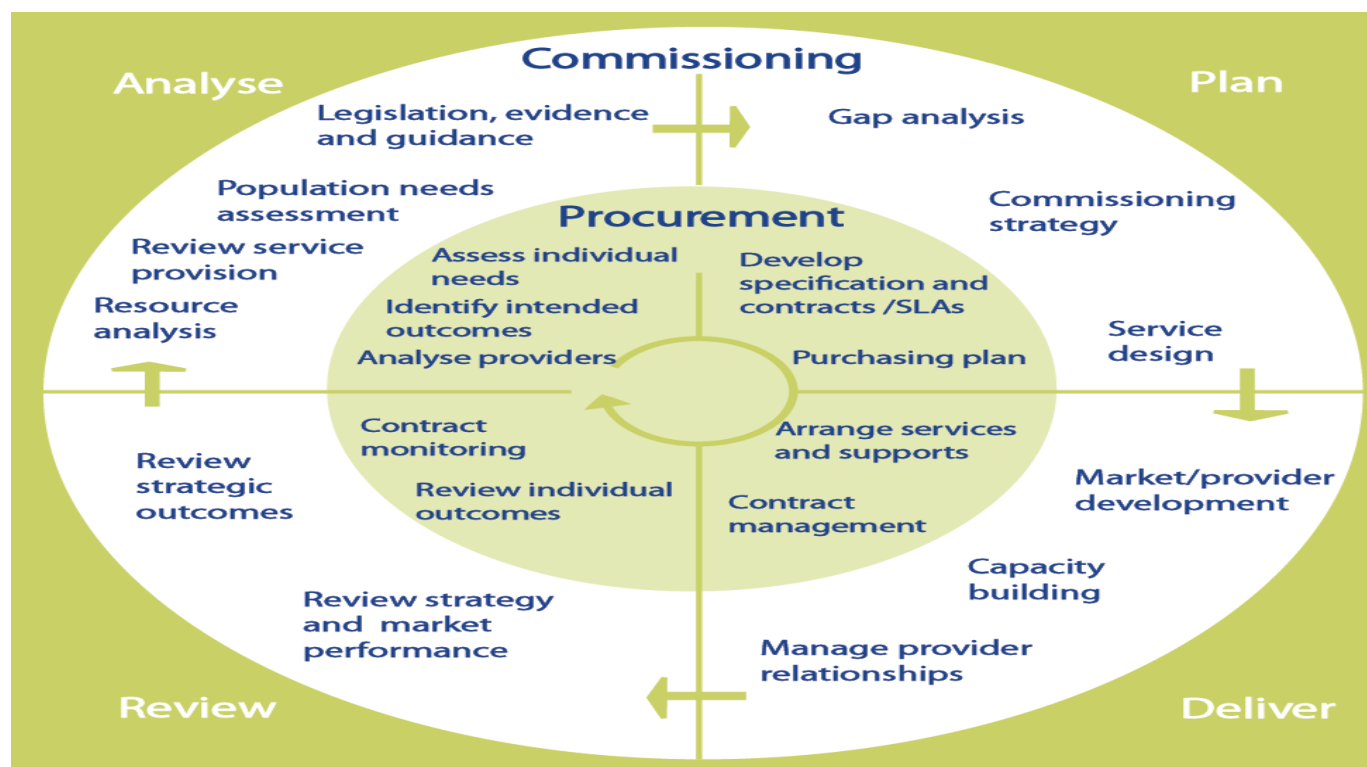 Commissioning
Analyse
Plan
Legislation, evidence
and guidance
Gap analysis
Population needs
assessment
Commissioning
strategy
Review service
provision
Resource
analysis
Service
design
Procurement
Assess individual
needs
Identify intended
outcomes
Analyse providers
Develop
specification and
contracts /SLAs
Purchasing plan
Contract
monitoring
Review individual
outcomes
Arrange services
and supports
Contract
management
Review
strategic
outcomes
Market/provider
development
Capacity
building
Review strategy
and market
performance
Manage provider
relationships
Review
Deliver